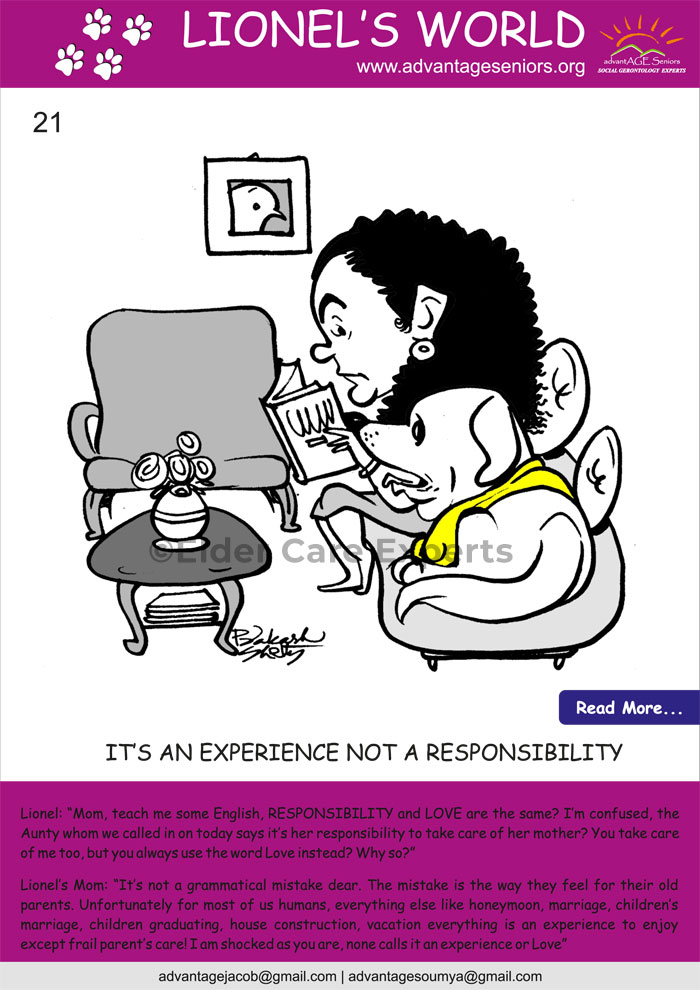 LIONEL'S WORLD
www.advantageseniors.org
advantAGE Seniors
SOCIAL GERONTOLOGY EXPERTS
21
©Elder Care Experts
Prakash
Shetty
Read More...
IT'S AN EXPERIENCE NOT A RESPONSIBILITY
Lionel: “Mom, teach me some English, RESPONSIBILITY and LOVE are the same? I'm confused, the
Aunty whom we called in on today says it's her responsibility to take care of her mother? You take care
of me too, but you always use the word Love instead? Why so?”
Lionel's Mom: “It's not a grammatical mistake dear. The mistake is the way they feel for their old
parents. Unfortunately for most of us humans, everything else like honeymoon, marriage, children's
marriage, children graduating, house construction, vacation everything is an experience to enjoy
except frail parent's care! I am shocked as you are, none calls it an experience or Love”
advantagejacob@gmail.com | advantagesoumya@gmail.com